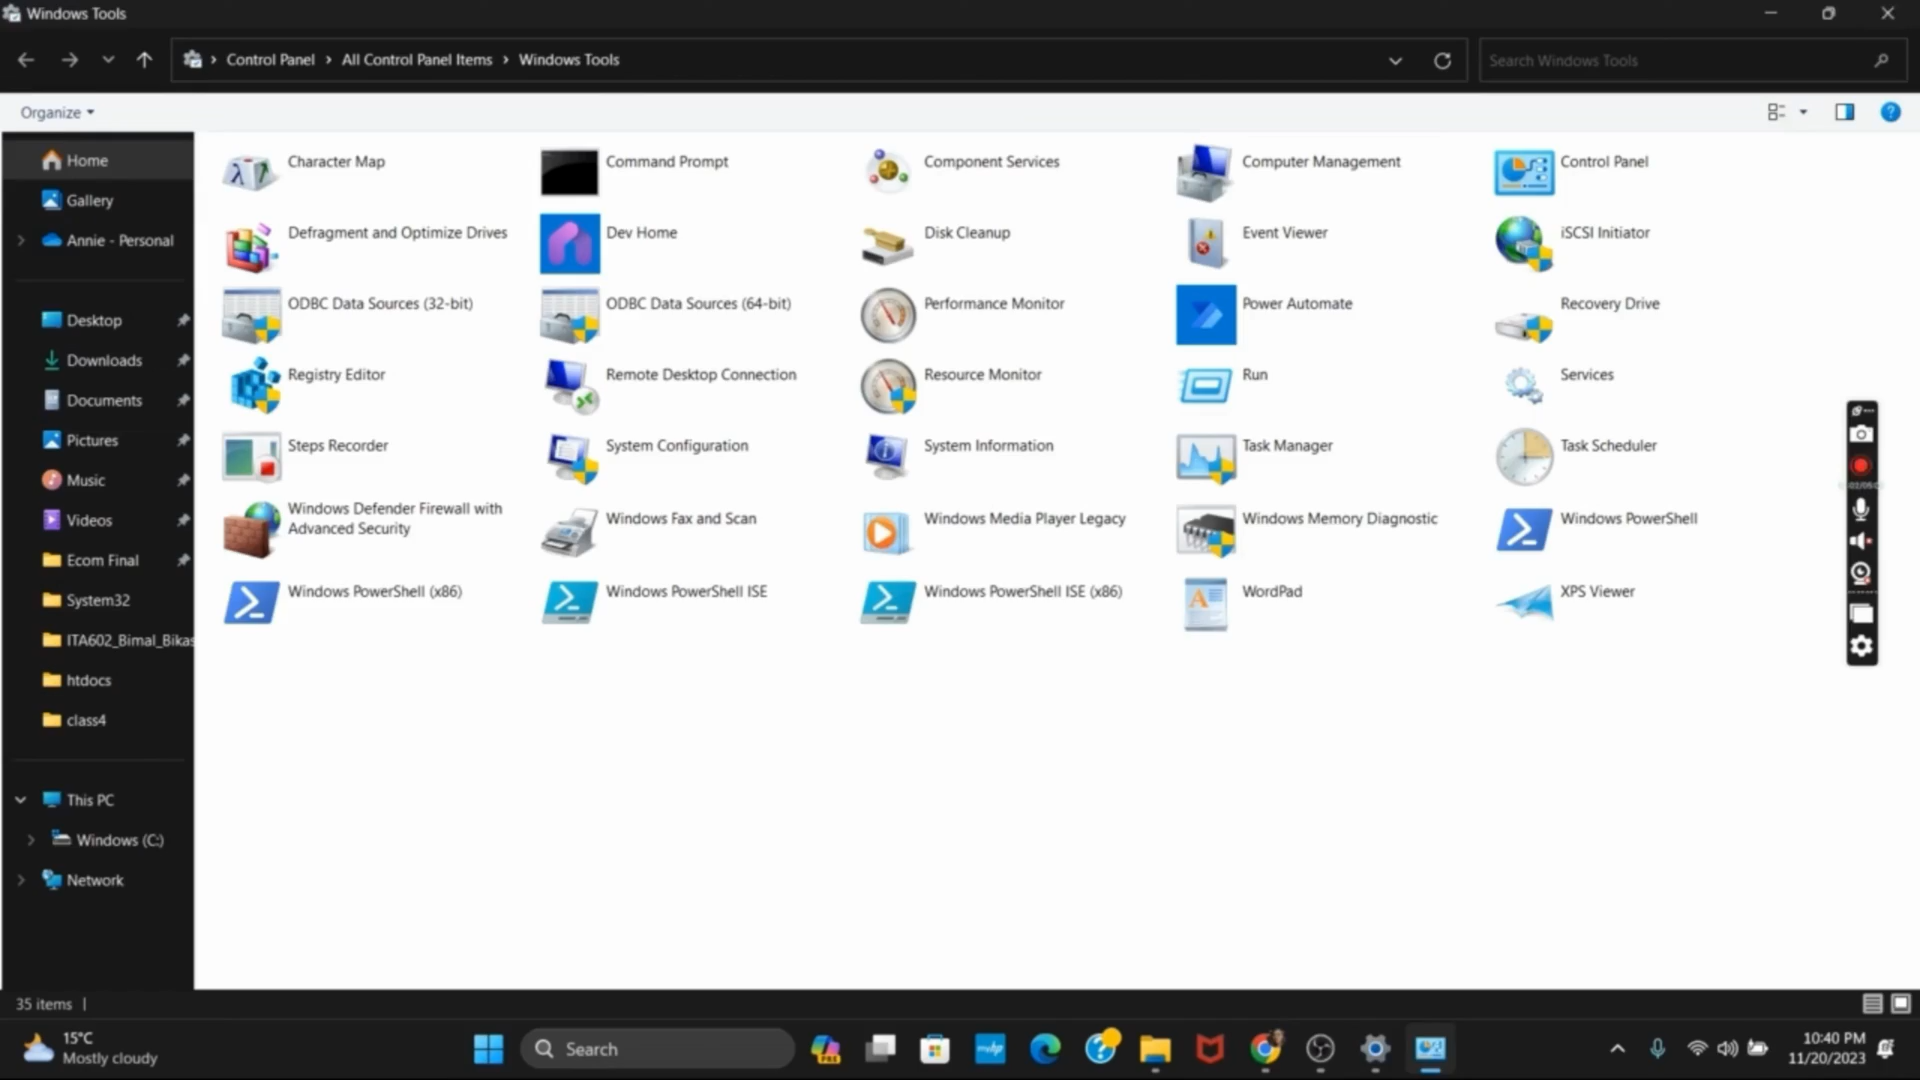 Windows Tools
Control Panel > All Control Panel Items > Windows Tools
Search Windows Tools
Organize
Home
Gallery
Annie - Personal
Desktop
Downloads
Documents
Pictures
Music
Videos
Ecom Final
System32
ITA602_Bimal_Bikas
htdocs
class4
This PC
Windows (C:)
Network
Character Map
Command Prompt
Component Services
Computer Management
Control Panel
Defragment and Optimize Drives
Dev Home
Disk Cleanup
Event Viewer
iSCSI Initiator
ODBC Data Sources (32-bit)
ODBC Data Sources (64-bit)
Performance Monitor
Power Automate
Recovery Drive
Registry Editor
Remote Desktop Connection
Resource Monitor
Run
Services
Steps Recorder
System Configuration
System Information
Task Manager
Task Scheduler
Windows Defender Firewall with
Advanced Security
Windows Fax and Scan
Windows Media Player Legacy
Windows Memory Diagnostic
Windows PowerShell
Windows PowerShell (x86)
Windows PowerShell ISE
Windows PowerShell ISE (x86)
WordPad
XPS Viewer
35 items
15°C
Mostly cloudy
Search
PRE
myhp
10:40 PM
11/20/2023